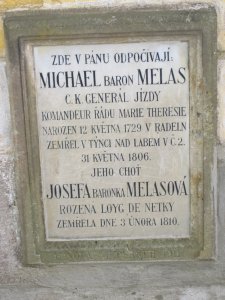 ZDE V PÁNU ODPOČÍVAJÍ:
MICHAEL BARON MELAS
C. K. GENERÁL JÍZDY
KOMANDEUR ŘÁDU MARIE THERESIE
NAROZEN 12 KVĚTNA 1729 V RADELN
ZEMŘEL V TÝNCI NAD LABEM V Č. 2.
31 KVĚTNA 1806.
JEHO CHOŤ
JOSEFA BARONKA MELASOVÁ
ROZENÁ LOYG DE NETKY
ZEMŘELA DNE 3 ÚNORA 1810.